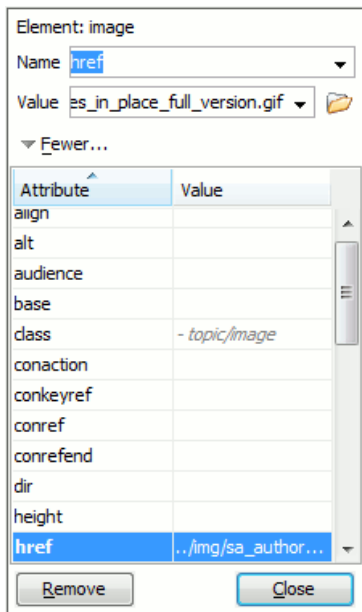 Element: image
Name href
Value es_in_place_full_version.gif
Fewer...
Attribute Value
align
alt
audience
base
class - topic/image
conaction
conkeyref
conref
conrefend
dir
height
href ../img/sa_author...
Remove Close